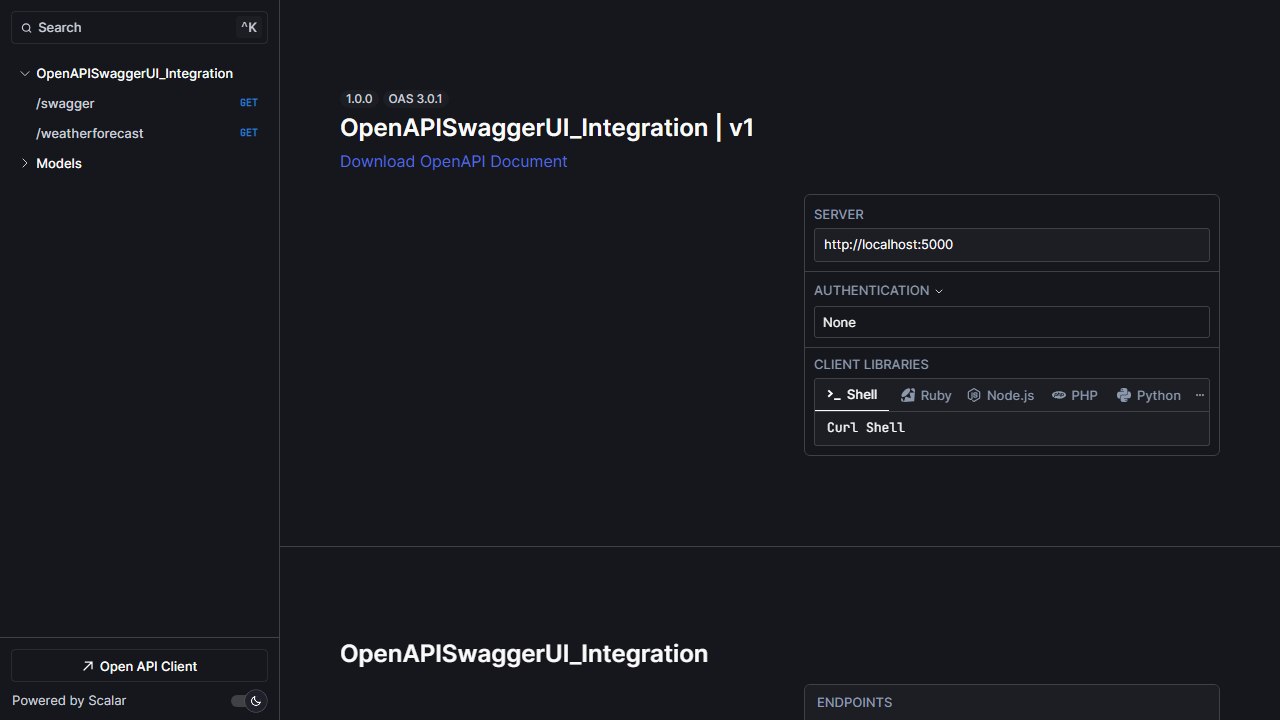 Search ^K
OpenAPISwaggerUI_Integration
/swagger GET
/weatherforecast GET
Models
Open API Client
Powered by Scalar
1.0.0 OAS 3.0.1
OpenAPISwaggerUI_Integration | v1
Download OpenAPI Document
SERVER
http://localhost:5000
AUTHENTICATION
None
CLIENT LIBRARIES
Shell Ruby Node.js PHP Python ···
Curl Shell
OpenAPISwaggerUI_Integration
ENDPOINTS